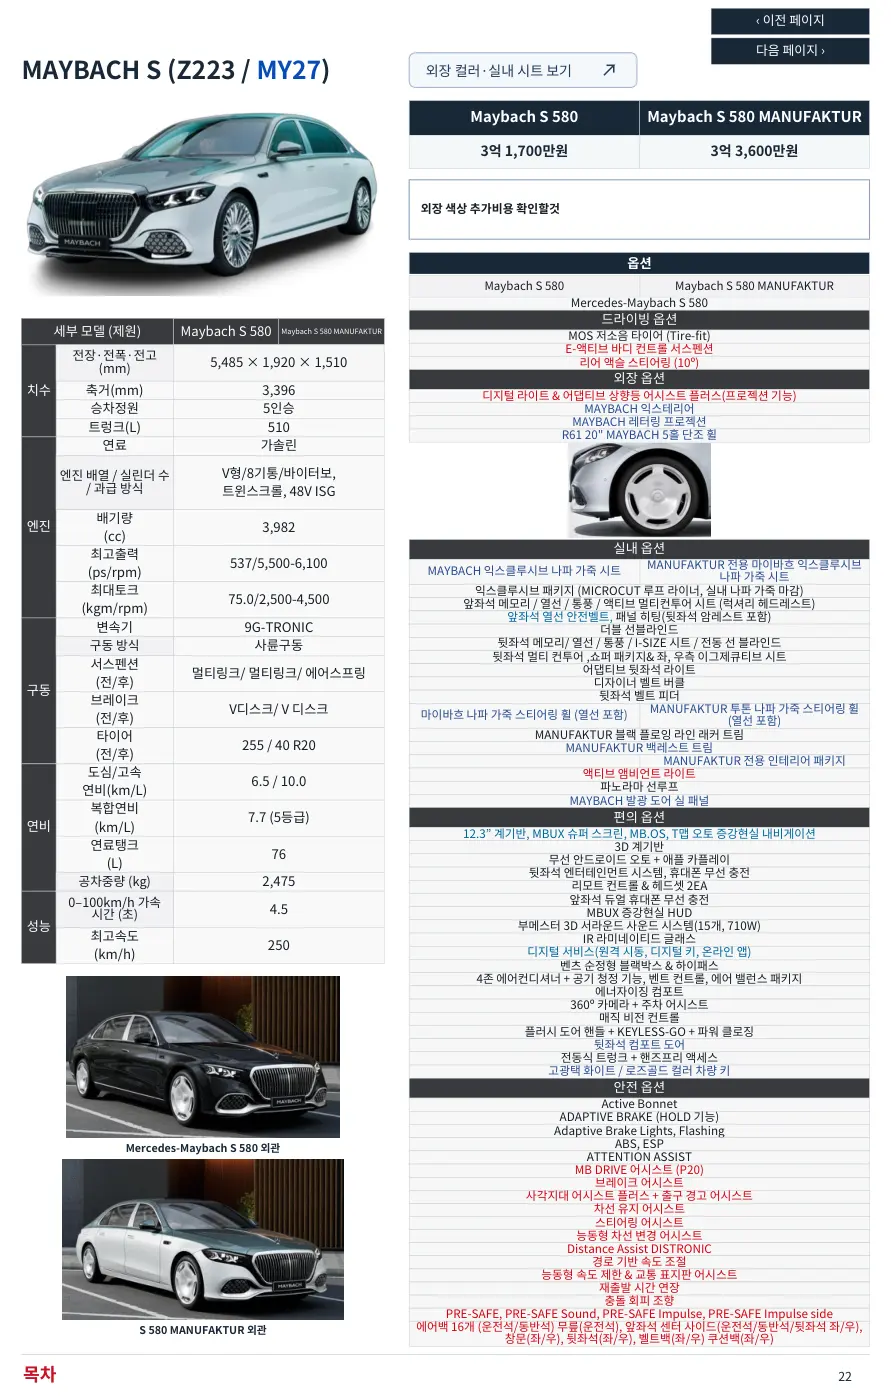 ‹ 이전 페이지
다음 페이지 ›
MAYBACH S (Z223 / MY27)
외장 컬러·실내 시트 보기 ↗
Maybach S 580 Maybach S 580 MANUFAKTUR
3억 1,700만원 3억 3,600만원
외장 색상 추가비용 확인할것
MAYBACH
세부 모델 (제원) Maybach S 580 Maybach S 580 MANUFAKTUR
치수
전장·전폭·전고
(mm) 5,485 × 1,920 × 1,510
축거(mm) 3,396
승차정원 5인승
트렁크(L) 510
엔진
연료 가솔린
엔진 배열 / 실린더 수
/ 과급 방식
V형/8기통/바이터보,
트윈스크롤, 48V ISG
배기량
(cc) 3,982
최고출력
(ps/rpm) 537/5,500-6,100
최대토크
(kgm/rpm) 75.0/2,500-4,500
구동
변속기 9G-TRONIC
구동 방식 사륜구동
서스펜션
(전/후) 멀티링크/ 멀티링크/ 에어스프링
브레이크
(전/후) V디스크/ V 디스크
타이어
(전/후) 255 / 40 R20
연비
도심/고속
연비(km/L) 6.5 / 10.0
복합연비
(km/L) 7.7 (5등급)
연료탱크
(L) 76
공차중량 (kg) 2,475
성능
0–100km/h 가속
시간 (초) 4.5
최고속도
(km/h) 250
MAYBACH
Mercedes-Maybach S 580 외관
MAYBACH
S 580 MANUFAKTUR 외관
옵션
Maybach S 580 Maybach S 580 MANUFAKTUR
Mercedes-Maybach S 580
드라이빙 옵션
MOS 저소음 타이어 (Tire-fit)
E-액티브 바디 컨트롤 서스펜션
리어 액슬 스티어링 (10º)
외장 옵션
디지털 라이트 & 어댑티브 상향등 어시스트 플러스(프로젝션 기능)
MAYBACH 익스테리어
MAYBACH 레터링 프로젝션
R61 20" MAYBACH 5홀 단조 휠
실내 옵션
MAYBACH 익스클루시브 나파 가죽 시트
MANUFAKTUR 전용 마이바흐 익스클루시브
나파 가죽 시트
익스클루시브 패키지 (MICROCUT 루프 라이너, 실내 나파 가죽 마감)
앞좌석 메모리 / 열선 / 통풍 / 액티브 멀티컨투어 시트 (럭셔리 헤드레스트)
앞좌석 열선 안전벨트, 패널 히팅(뒷좌석 암레스트 포함)
더블 선블라인드
뒷좌석 메모리/ 열선 / 통풍 / I-SIZE 시트 / 전동 선 블라인드
뒷좌석 멀티 컨투어 ,쇼퍼 패키지& 좌, 우측 이그제큐티브 시트
어댑티브 뒷좌석 라이트
디자이너 벨트 버클
뒷좌석 벨트 피더
마이바흐 나파 가죽 스티어링 휠 (열선 포함)
MANUFAKTUR 투톤 나파 가죽 스티어링 휠
(열선 포함)
MANUFAKTUR 블랙 플로잉 라인 래커 트림
MANUFAKTUR 백레스트 트림
MANUFAKTUR 전용 인테리어 패키지
액티브 앰비언트 라이트
파노라마 선루프
MAYBACH 발광 도어 실 패널
편의 옵션
12.3” 계기반, MBUX 슈퍼 스크린, MB.OS, T맵 오토 증강현실 내비게이션
3D 계기반
무선 안드로이드 오토 + 애플 카플레이
뒷좌석 엔터테인먼트 시스템, 휴대폰 무선 충전
리모트 컨트롤 & 헤드셋 2EA
앞좌석 듀얼 휴대폰 무선 충전
MBUX 증강현실 HUD
부메스터 3D 서라운드 사운드 시스템(15개, 710W)
IR 라미네이티드 글래스
디지털 서비스(원격 시동, 디지털 키, 온라인 앱)
벤츠 순정형 블랙박스 & 하이패스
4존 에어컨디셔너 + 공기 청정 기능, 벤트 컨트롤, 에어 밸런스 패키지
에너자이징 컴포트
360º 카메라 + 주차 어시스트
매직 비전 컨트롤
플러시 도어 핸들 + KEYLESS-GO + 파워 클로징
뒷좌석 컴포트 도어
전동식 트렁크 + 핸즈프리 액세스
고광택 화이트 / 로즈골드 컬러 차량 키
안전 옵션
Active Bonnet
ADAPTIVE BRAKE (HOLD 기능)
Adaptive Brake Lights, Flashing
ABS, ESP
ATTENTION ASSIST
MB DRIVE 어시스트 (P20)
브레이크 어시스트
사각지대 어시스트 플러스 + 출구 경고 어시스트
차선 유지 어시스트
스티어링 어시스트
능동형 차선 변경 어시스트
Distance Assist DISTRONIC
경로 기반 속도 조절
능동형 속도 제한 & 교통 표지판 어시스트
재출발 시간 연장
충돌 회피 조향
PRE-SAFE, PRE-SAFE Sound, PRE-SAFE Impulse, PRE-SAFE Impulse side
에어백 16개 (운전석/동반석) 무릎(운전석), 앞좌석 센터 사이드(운전석/동반석/뒷좌석 좌/우),
창문(좌/우), 뒷좌석(좌/우), 벨트백(좌/우) 쿠션백(좌/우)
목차
22